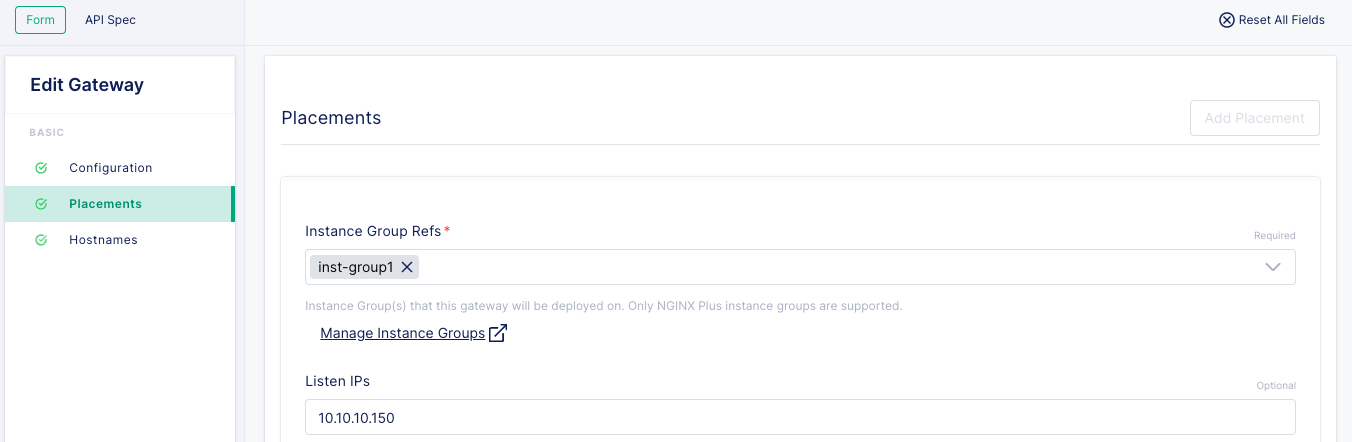 Form
API Spec
Reset All Fields
Edit Gateway
BASIC
Configuration
Placements
Hostnames
Placements
Add Placement
Instance Group Refs*
Required
inst-group1
Instance Group(s) that this gateway will be deployed on. Only NGINX Plus instance groups are supported.
Manage Instance Groups
Listen IPs
Optional
10.10.10.150